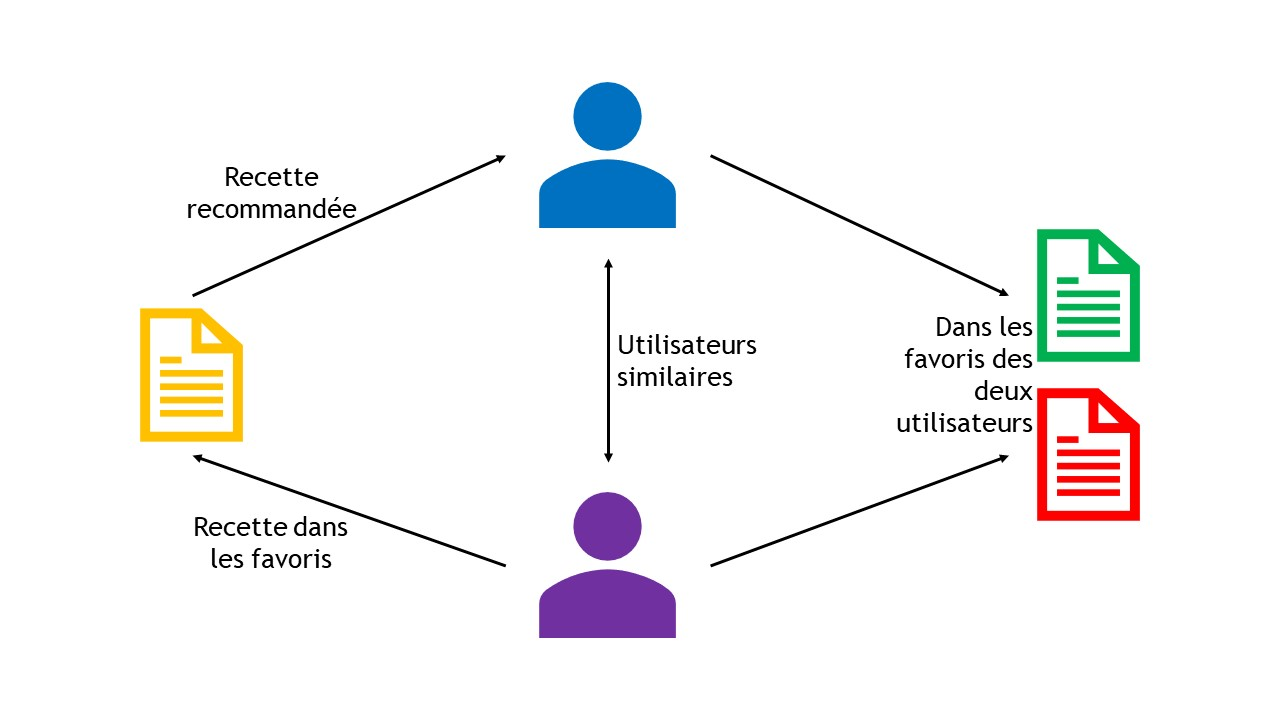 Recette
recommandée
Utilisateurs
similaires
Dans les
favoris des
deux
utilisateurs
Recette dans
les favoris